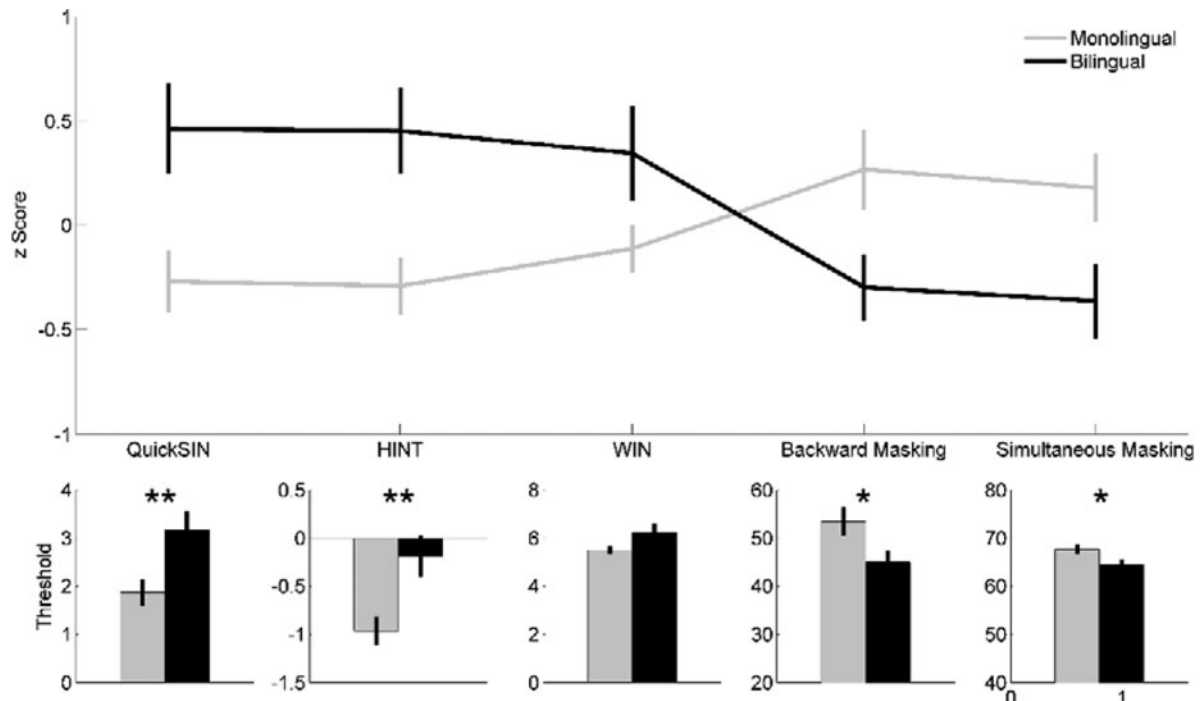 1
Monolingual
Bilingual
0.5
z Score
0
-0.5
-1
QuickSIN HINT WIN Backward Masking Simultaneous Masking
4 0.5 8 60 80
** ** * *
3 0 6 50 70
Threshold
2 -0.5 4 40 60
1 -1 2 30 50
0 -1.5 0 20 40
0 1